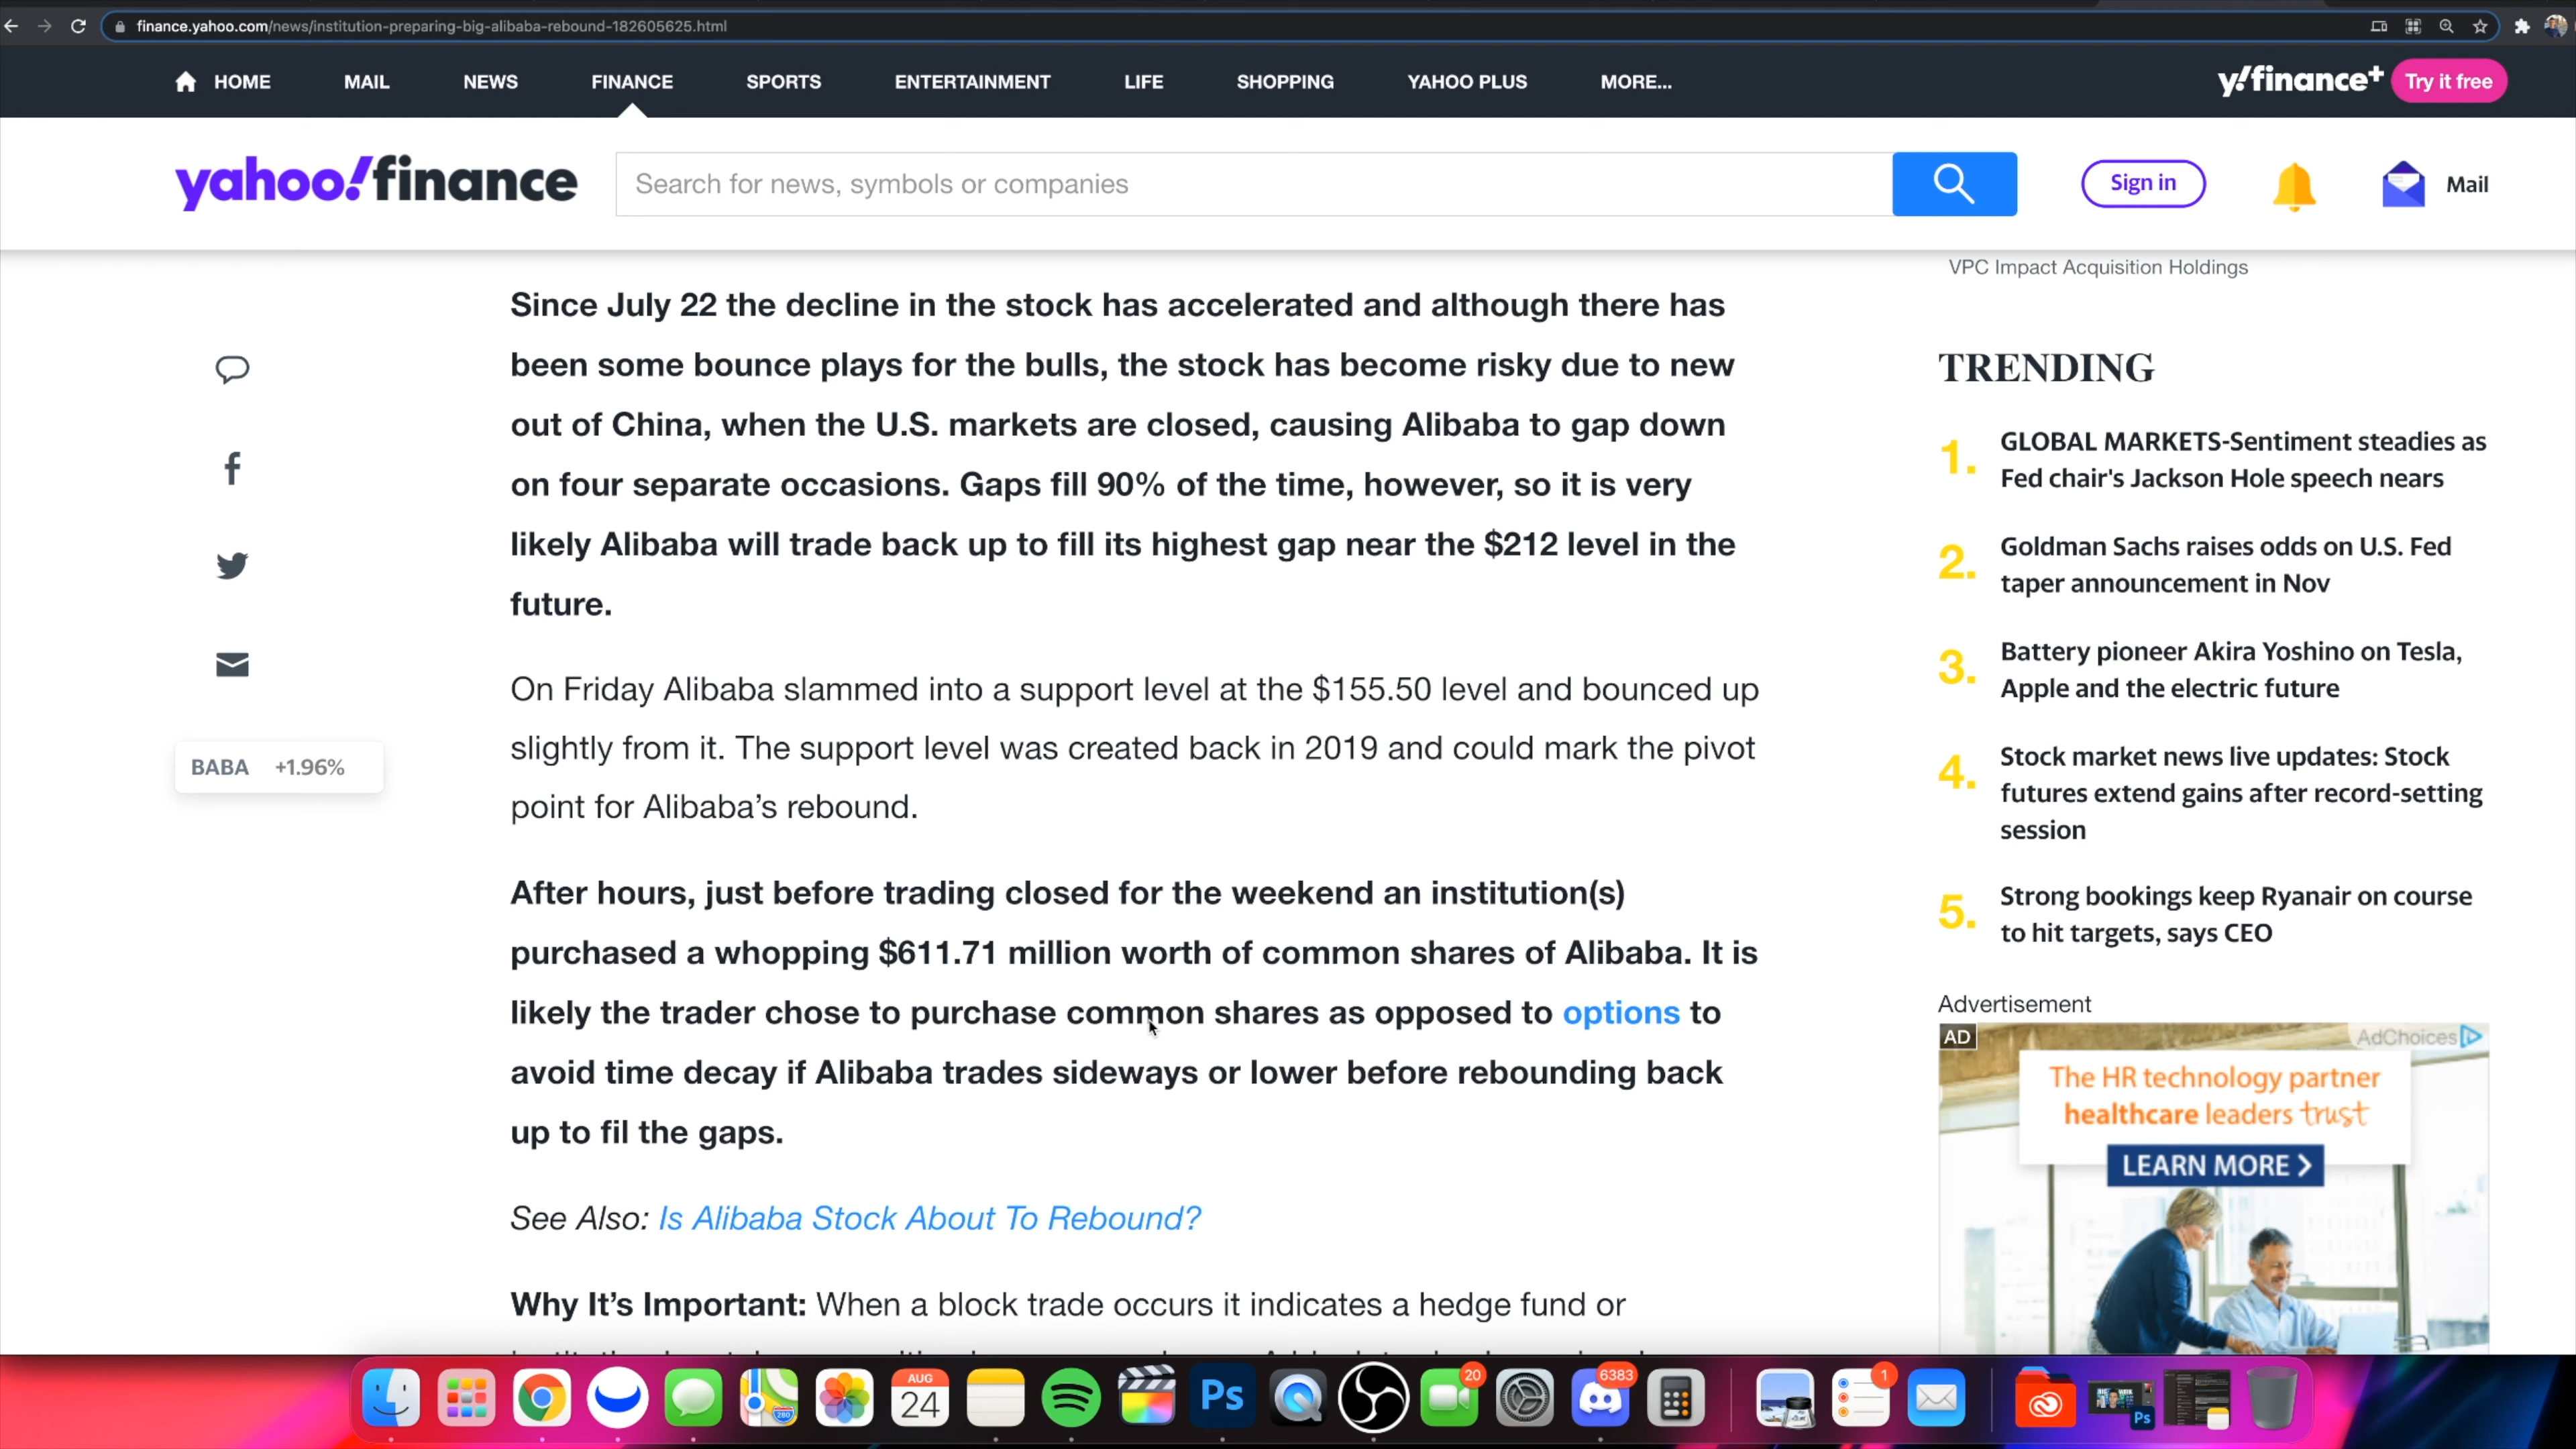 finance.yahoo.com/news/institution-preparing-big-alibaba-rebound-182605625.html
HOME
MAIL
NEWS
FINANCE
SPORTS
ENTERTAINMENT
LIFE
SHOPPING
YAHOO PLUS
MORE...
y!finance+
Try it free
yahoo!finance
Search for news, symbols or companies
Sign in
Mail
Since July 22 the decline in the stock has accelerated and although there has
been some bounce plays for the bulls, the stock has become risky due to new
out of China, when the U.S. markets are closed, causing Alibaba to gap down
on four separate occasions. Gaps fill 90% of the time, however, so it is very
likely Alibaba will trade back up to fill its highest gap near the $212 level in the
future.
On Friday Alibaba slammed into a support level at the $155.50 level and bounced up
slightly from it. The support level was created back in 2019 and could mark the pivot
point for Alibaba's rebound.
After hours, just before trading closed for the weekend an institution(s)
purchased a whopping $611.71 million worth of common shares of Alibaba. It is
likely the trader chose to purchase common shares as opposed to options to
avoid time decay if Alibaba trades sideways or lower before rebounding back
up to fil the gaps.
See Also: Is Alibaba Stock About To Rebound?
Why It's Important: When a block trade occurs it indicates a hedge fund or
BABA +1.96%
VPC Impact Acquisition Holdings
TRENDING
1. GLOBAL MARKETS-Sentiment steadies as
Fed chair's Jackson Hole speech nears
2. Goldman Sachs raises odds on U.S. Fed
taper announcement in Nov
3. Battery pioneer Akira Yoshino on Tesla,
Apple and the electric future
4. Stock market news live updates: Stock
futures extend gains after record-setting
session
5. Strong bookings keep Ryanair on course
to hit targets, says CEO
Advertisement
AD
AdChoices
The HR technology partner
healthcare leaders trust
LEARN MORE >
AUG
24
280
Ps
20
6383
1
Ps